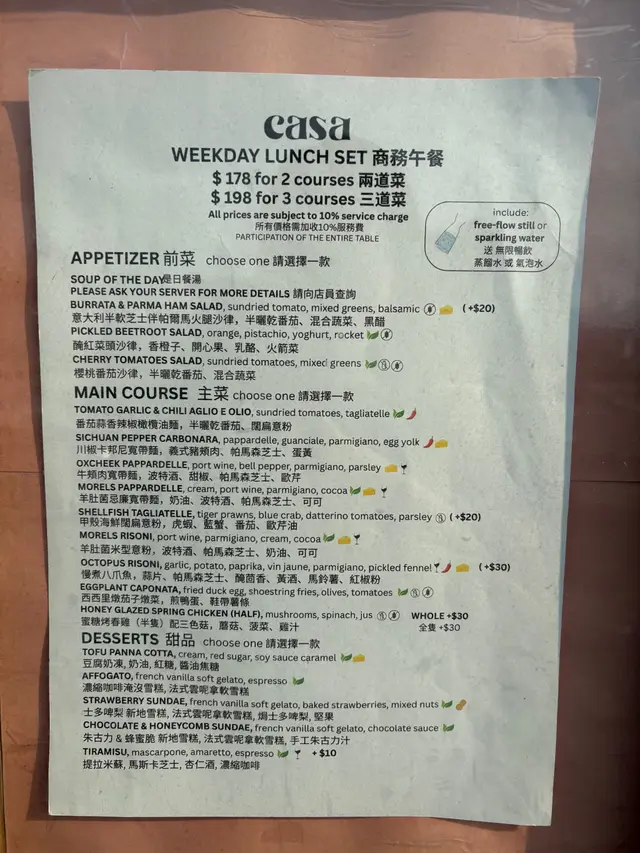 casa
WEEKDAY LUNCH SET 商務午餐
$ 178 for 2 courses 兩道菜
$ 198 for 3 courses 三道菜
All prices are subject to 10% service charge
所有價格需加收10%服務費
PARTICIPATION OF THE ENTIRE TABLE
include:
free-flow still or
sparkling water
送 無限暢飲
蒸餾水 或 氣泡水
APPETIZER 前菜 choose one 請選擇一款
SOUP OF THE DAY是日餐湯
PLEASE ASK YOUR SERVER FOR MORE DETAILS 請向店員查詢
BURRATA & PARMA HAM SALAD, sundried tomato, mixed greens, balsamic (+$20)
意大利半軟芝士伴帕爾馬火腿沙律，半曬乾番茄、混合蔬菜、黑醋
PICKLED BEETROOT SALAD, orange, pistachio, yoghurt, rocket
醃紅菜頭沙律，香橙子、開心果、乳酪、火箭菜
CHERRY TOMATOES SALAD, sundried tomatoes, mixed greens
櫻桃番茄沙律，半曬乾番茄、混合蔬菜
MAIN COURSE 主菜 choose one 請選擇一款
TOMATO GARLIC & CHILI AGLIO E OLIO, sundried tomatoes, tagliatelle
番茄蒜香辣椒橄欖油麵，半曬乾番茄、闊扁意粉
SICHUAN PEPPER CARBONARA, pappardelle, guanciale, parmigiano, egg yolk
川椒卡邦尼寬帶麵，義式豬頰肉、帕馬森芝士、蛋黃
OXCHEEK PAPPARDELLE, port wine, bell pepper, parmigiano, parsley
牛頰肉寬帶麵，波特酒、甜椒、帕馬森芝士、歐芹
MORELS PAPPARDELLE, cream, port wine, parmigiano, cocoa
羊肚菌忌廉寬帶麵，奶油、波特酒、帕馬森芝士、可可
SHELLFISH TAGLIATELLE, tiger prawns, blue crab, datterino tomatoes, parsley (+$20)
甲殼海鮮闊扁意粉，虎蝦、藍蟹、番茄、歐芹油
MORELS RISONI, port wine, parmigiano, cream, cocoa
羊肚菌米型意粉，波特酒、帕馬森芝士、奶油、可可
OCTOPUS RISONI, garlic, potato, paprika, vin jaune, parmigiano, pickled fennel (+$30)
慢煮八爪魚，蒜片、帕馬森芝士、醃茴香、黃酒、馬鈴薯、紅椒粉
EGGPLANT CAPONATA, fried duck egg, shoestring fries, olives, tomatoes
西西里燉茄子燉菜，煎鴨蛋、鞋帶薯條
HONEY GLAZED SPRING CHICKEN (HALF), mushrooms, spinach, jus WHOLE +$30
蜜糖烤春雞（半隻）配三色菇，蘑菇、菠菜、雞汁 全隻 +$30
DESSERTS 甜品 choose one 請選擇一款
TOFU PANNA COTTA, cream, red sugar, soy sauce caramel
豆腐奶凍, 奶油, 紅糖, 醬油焦糖
AFFOGATO, french vanilla soft gelato, espresso
濃縮咖啡淹沒雪糕, 法式雲呢拿軟雪糕
STRAWBERRY SUNDAE, french vanilla soft gelato, baked strawberries, mixed nuts
士多啤梨 新地雪糕, 法式雲呢拿軟雪糕, 焗士多啤梨, 堅果
CHOCOLATE & HONEYCOMB SUNDAE, french vanilla soft gelato, chocolate sauce
朱古力 & 蜂蜜脆 新地雪糕, 法式雲呢拿軟雪糕, 手工朱古力汁
TIRAMISU, mascarpone, amaretto, espresso + $10
提拉米蘇, 馬斯卡芝士, 杏仁酒, 濃縮咖啡